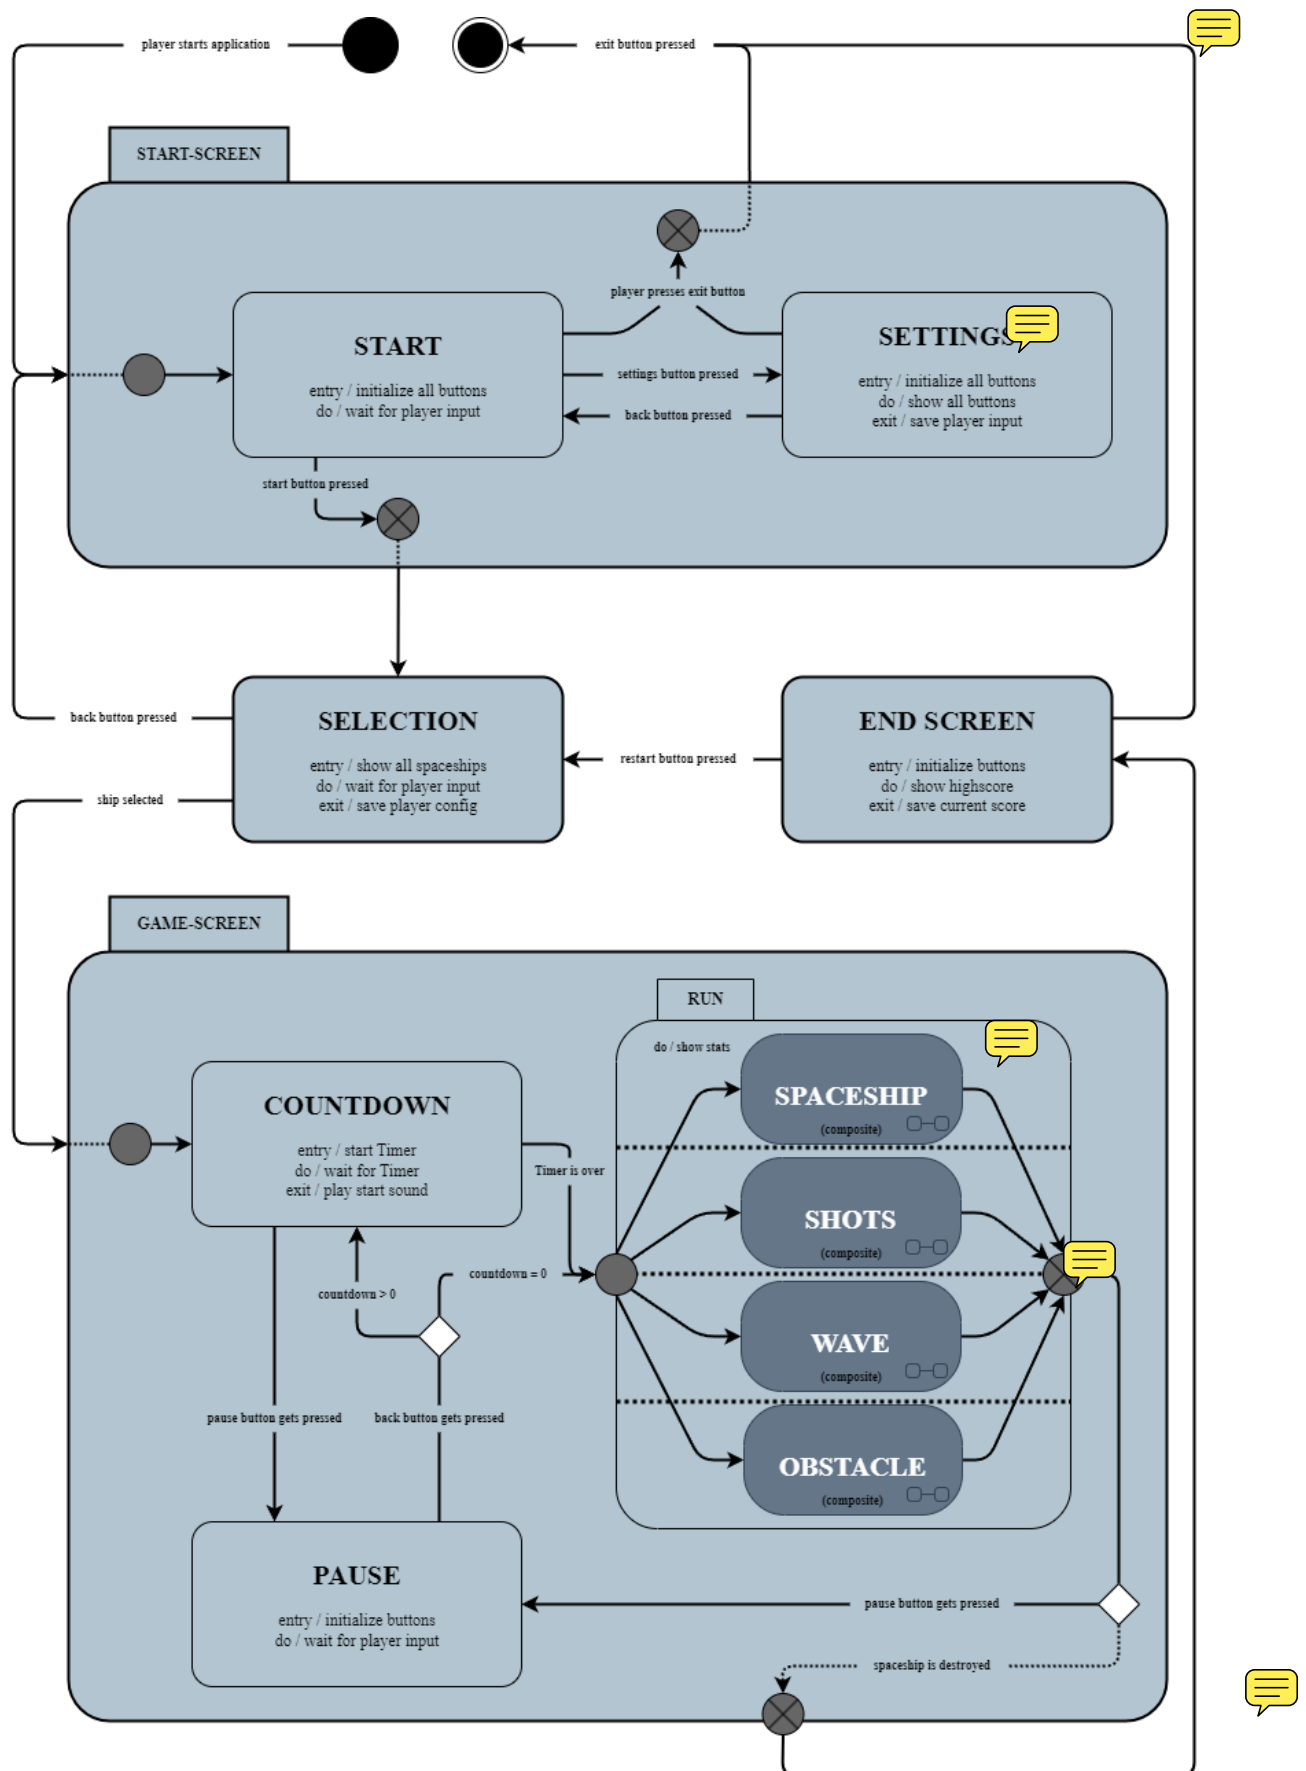 player starts application
exit button pressed
START-SCREEN
player presses exit button
START
entry / initialize all buttons
do / wait for player input
settings button pressed
back button pressed
SETTINGS
entry / initialize all buttons
do / show all buttons
exit / save player input
start button pressed
back button pressed
SELECTION
entry / show all spaceships
do / wait for player input
exit / save player config
restart button pressed
END SCREEN
entry / initialize buttons
do / show highscore
exit / save current score
ship selected
GAME-SCREEN
RUN
do / show stats
SPACESHIP
(composite)
COUNTDOWN
entry / start Timer
do / wait for Timer
exit / play start sound
Timer is over
SHOTS
(composite)
countdown = 0
countdown > 0
WAVE
(composite)
pause button gets pressed
back button gets pressed
OBSTACLE
(composite)
PAUSE
entry / initialize buttons
do / wait for player input
pause button gets pressed
spaceship is destroyed